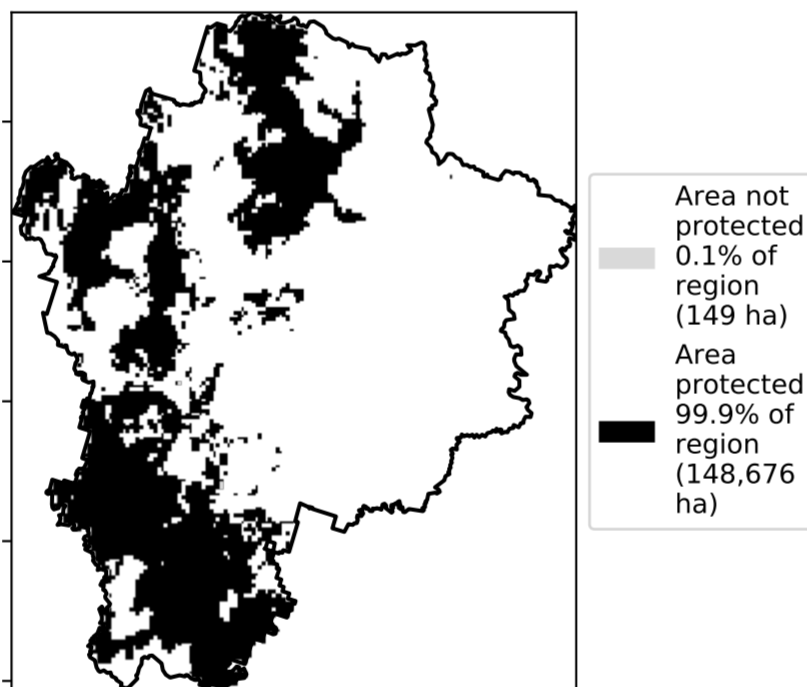 Area not
protected
0.1% of
region
(149 ha)
Area
protected
99.9% of
region
(148,676
ha)